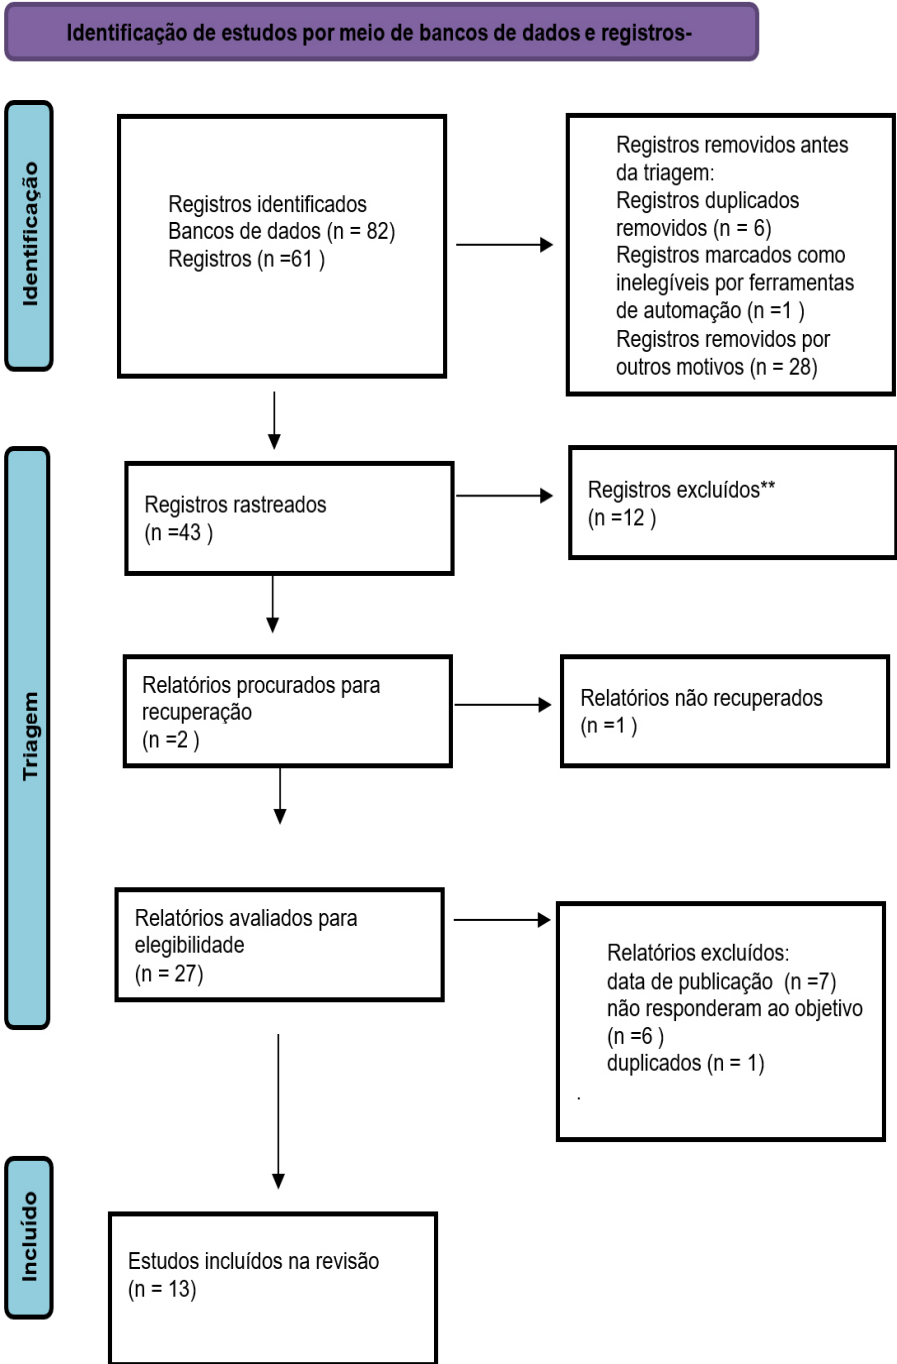 Identificação de estudos por meio de bancos de dados e registros-
Identificação
Registros identificados
Bancos de dados (n = 82)
Registros (n =61 )
Registros removidos antes
da triagem:
Registros duplicados
removidos (n = 6)
Registros marcados como
inelegíveis por ferramentas
de automação (n =1 )
Registros removidos por
outros motivos (n = 28)
Triagem
Registros rastreados
(n =43 )
Registros excluídos**
(n =12 )
Relatórios procurados para
recuperação
(n =2 )
Relatórios não recuperados
(n =1 )
Relatórios avaliados para
elegibilidade
(n = 27)
Relatórios excluídos:
data de publicação  (n =7)
não responderam ao objetivo
(n =6 )
duplicados (n = 1)
.
Incluído
Estudos incluídos na revisão
(n = 13)